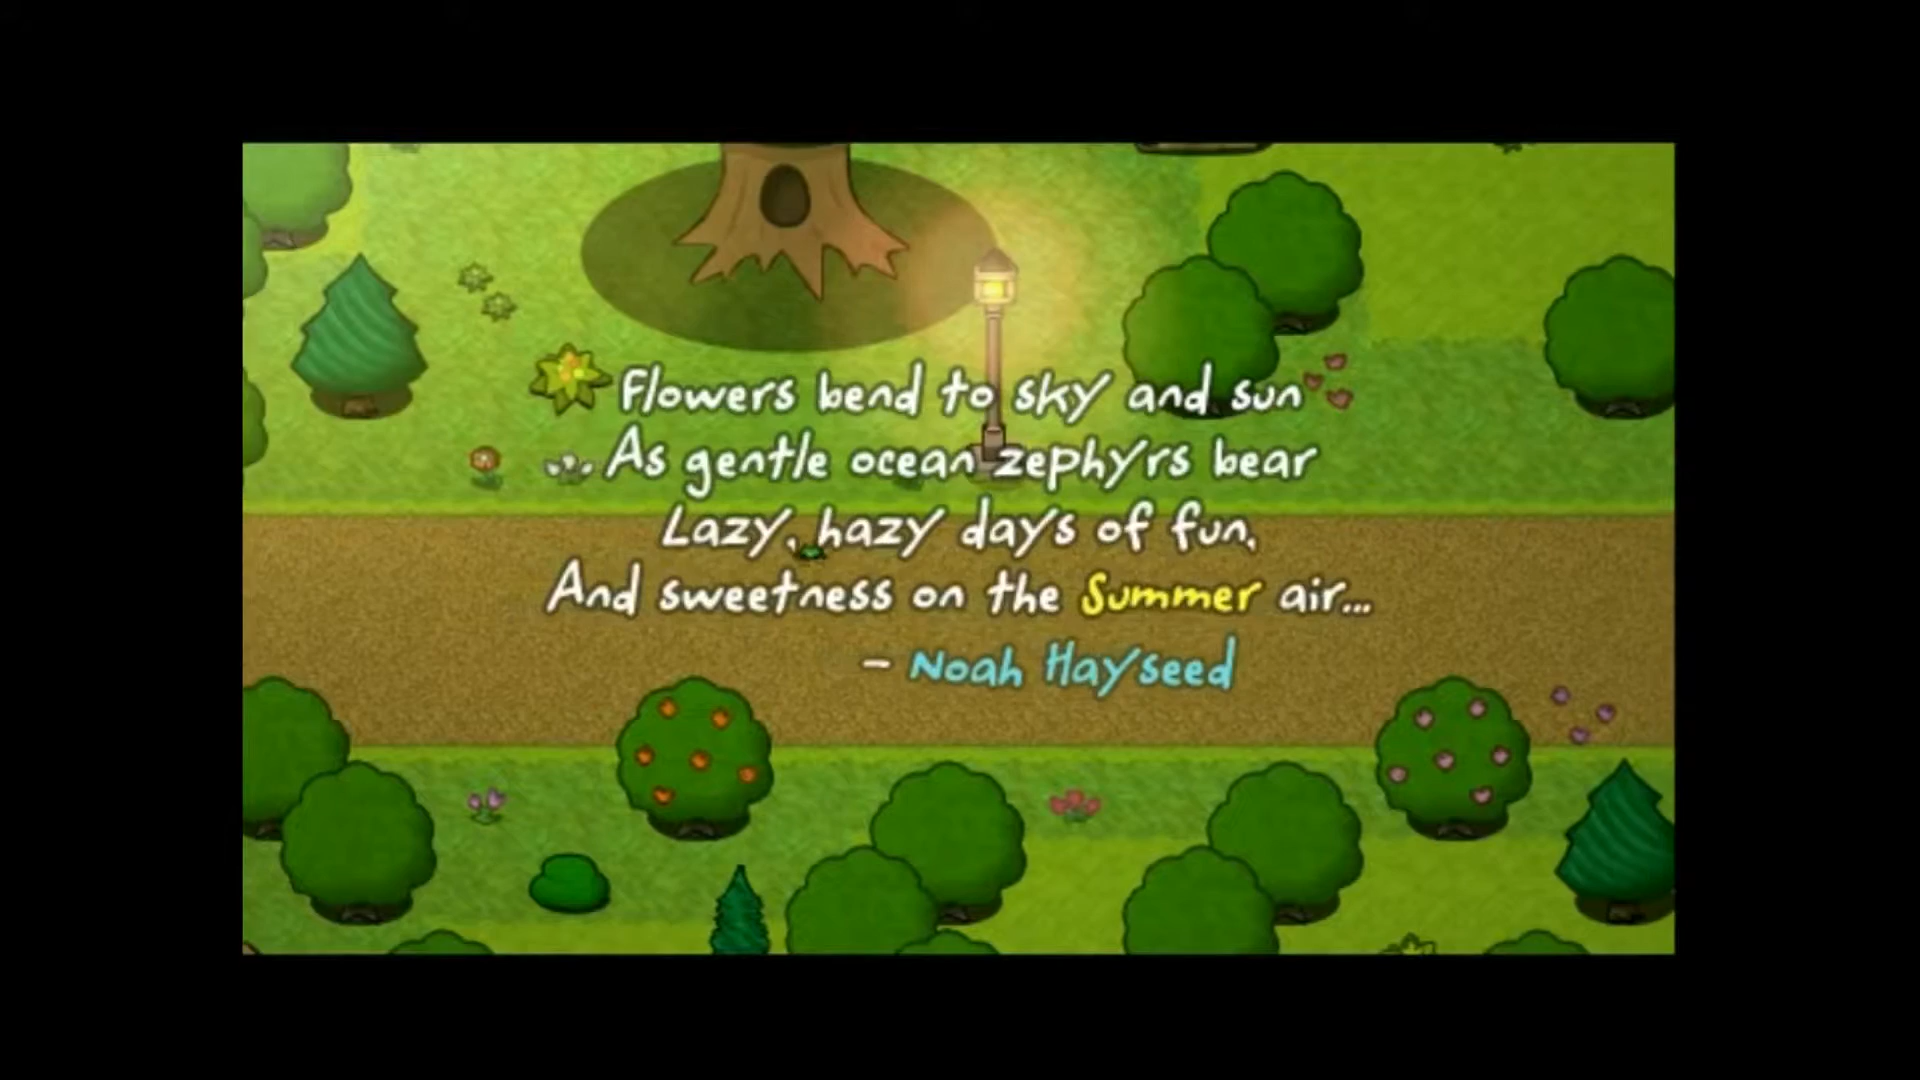 Flowers bend to sky and sun
As gentle ocean zephyrs bear
Lazy, hazy days of fun,
And sweetness on the Summer air...
- Noah Hayseed